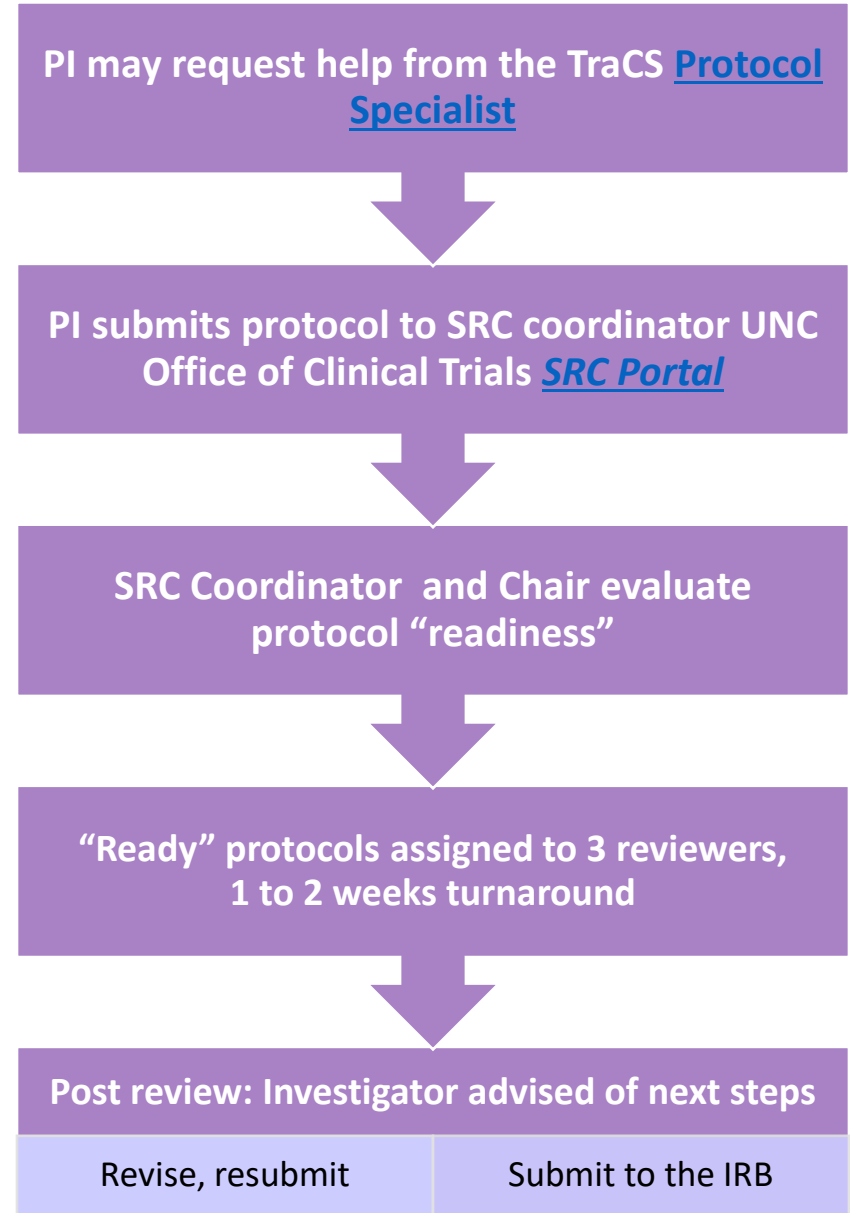 PI may request help from the TraCS Protocol
Specialist
PI submits protocol to SRC coordinator UNC
Office of Clinical Trials SRC Portal
SRC Coordinator  and Chair evaluate
protocol “readiness”
“Ready” protocols assigned to 3 reviewers,
1 to 2 weeks turnaround
Post review: Investigator advised of next steps
Revise, resubmit
Submit to the IRB